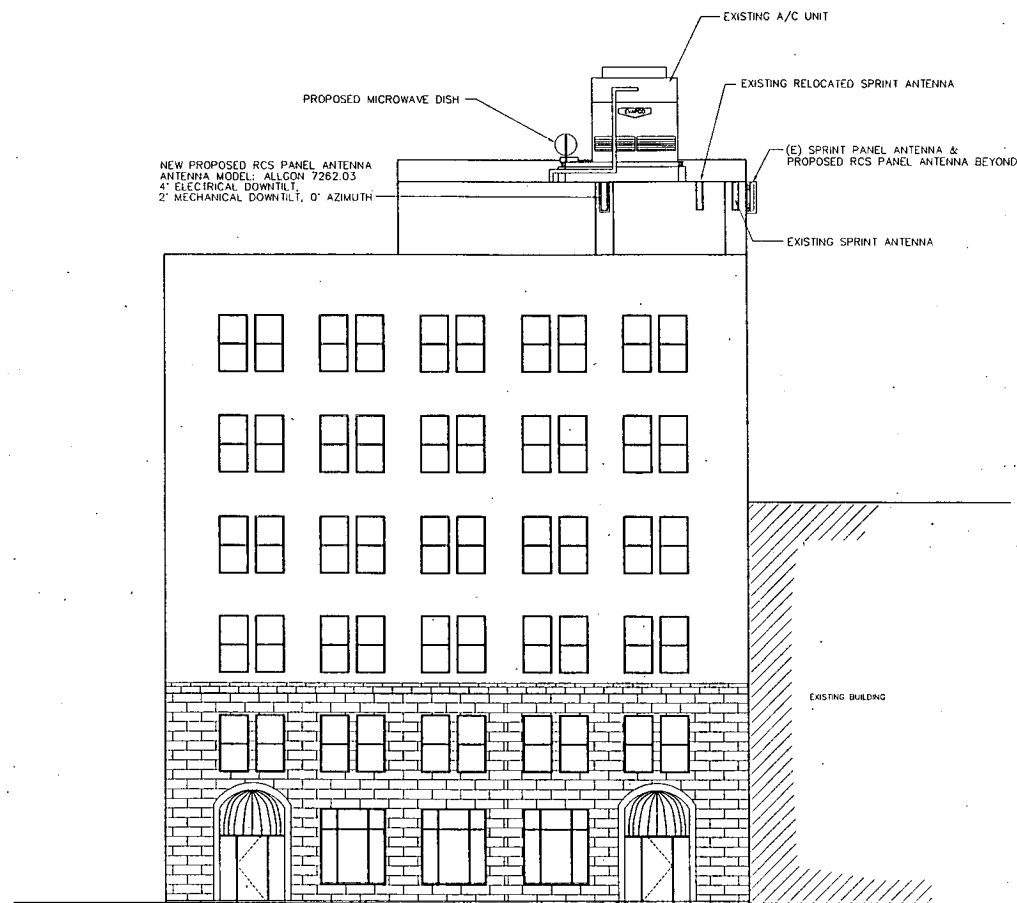 EXISTING A/C UNIT
EXISTING RELOCATED SPRINT ANTENNA
PROPOSED MICROWAVE DISH
EVAPCO
(E) SPRINT PANEL ANTENNA &
PROPOSED RCS PANEL ANTENNA BEYOND
NEW PROPOSED RCS PANEL ANTENNA
ANTENNA MODEL: ALLGON 7262.03
4° ELECTRICAL DOWNTILT,
2° MECHANICAL DOWNTILT, 0° AZIMUTH
EXISTING SPRINT ANTENNA
EXISTING BUILDING